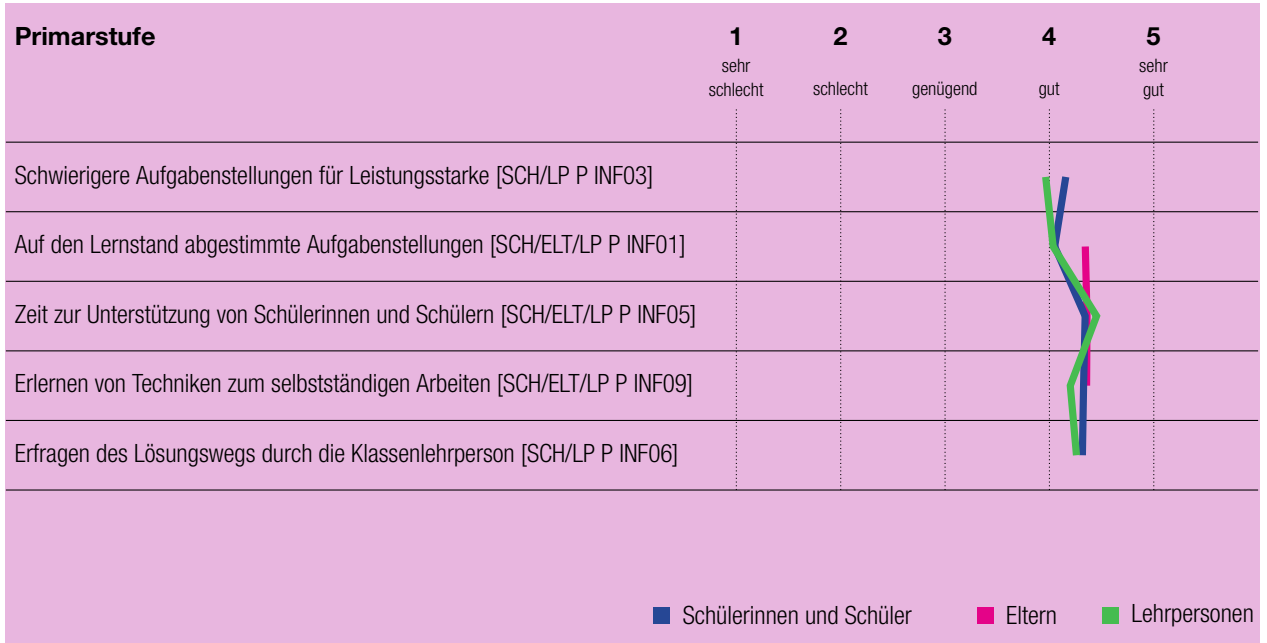 Primarstufe 1 2 3 4 5
sehr schlecht schlecht genügend gut sehr gut
Schwierigere Aufgabenstellungen für Leistungsstarke [SCH/LP P INF03]
Auf den Lernstand abgestimmte Aufgabenstellungen [SCH/ELT/LP P INF01]
Zeit zur Unterstützung von Schülerinnen und Schülern [SCH/ELT/LP P INF05]
Erlernen von Techniken zum selbstständigen Arbeiten [SCH/ELT/LP P INF09]
Erfragen des Lösungswegs durch die Klassenlehrperson [SCH/LP P INF06]
Schülerinnen und Schüler Eltern Lehrpersonen